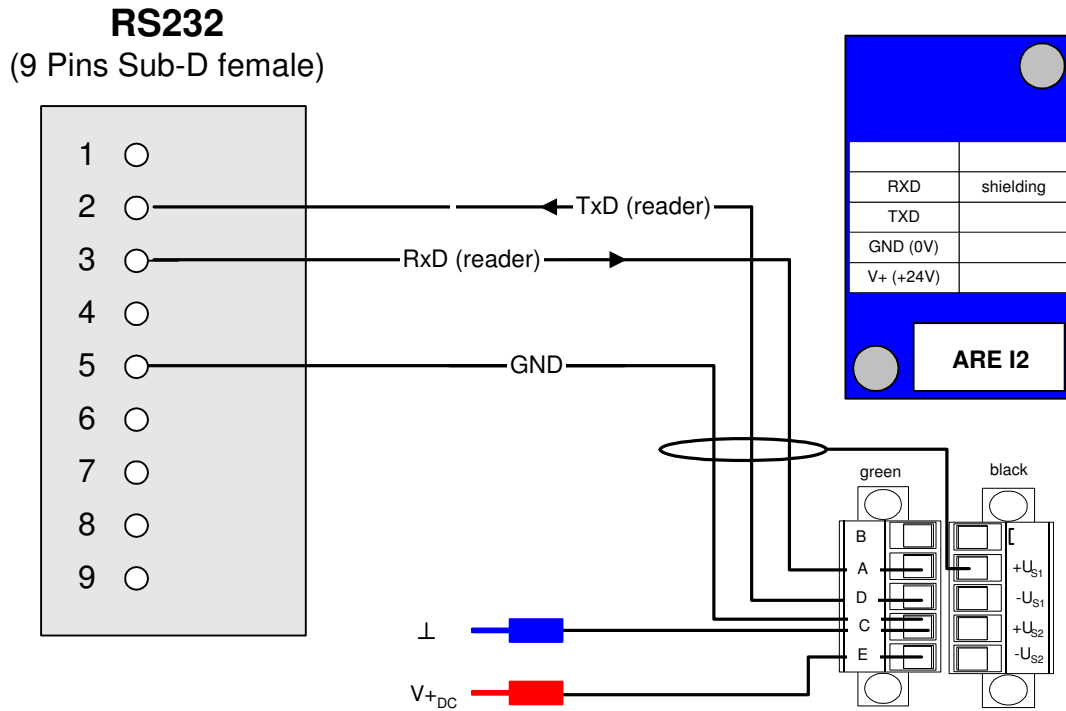 RS232
(9 Pins Sub-D female)
1
2
3
4
5
6
7
8
9
TxD (reader)
RxD (reader)
GND
RXD shielding
TXD
GND (0V)
V+ (+24V)
ARE I2
green
black
B
A
D
C
E
[
+US1
-US1
+US2
-US2
⊥
V+DC